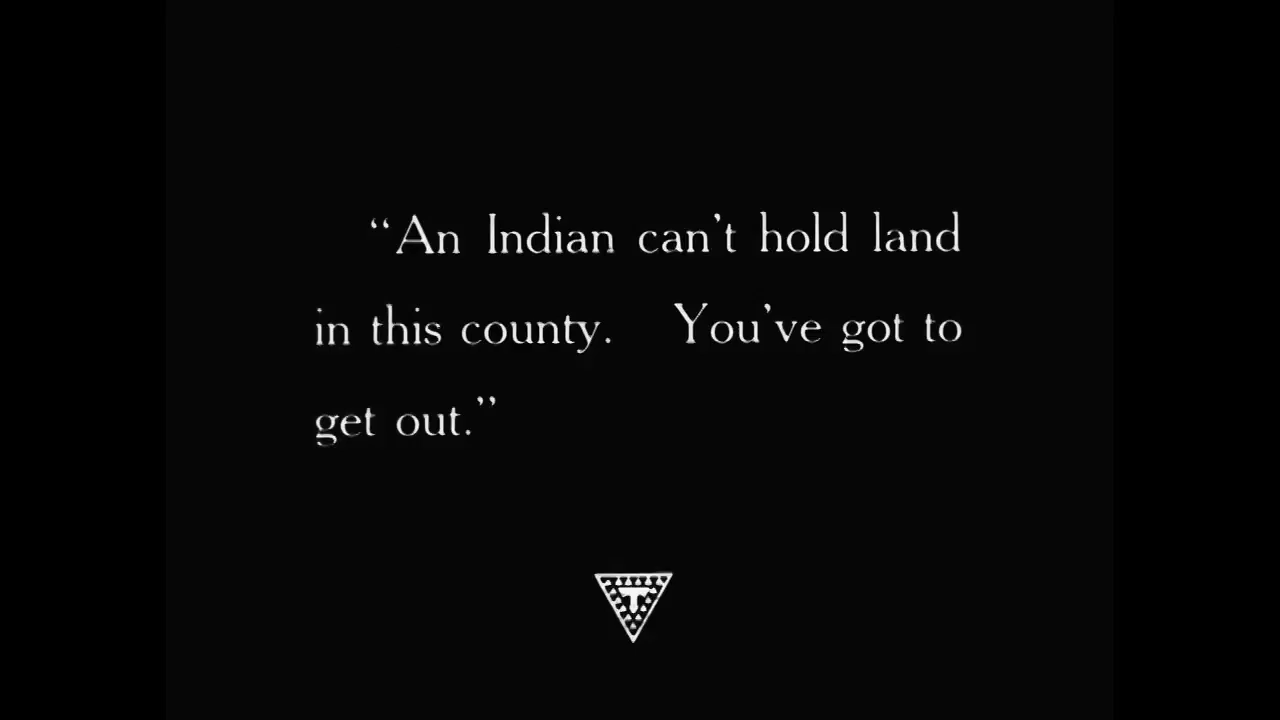 “An Indian can’t hold land
in this county. You’ve got to
get out.”
T